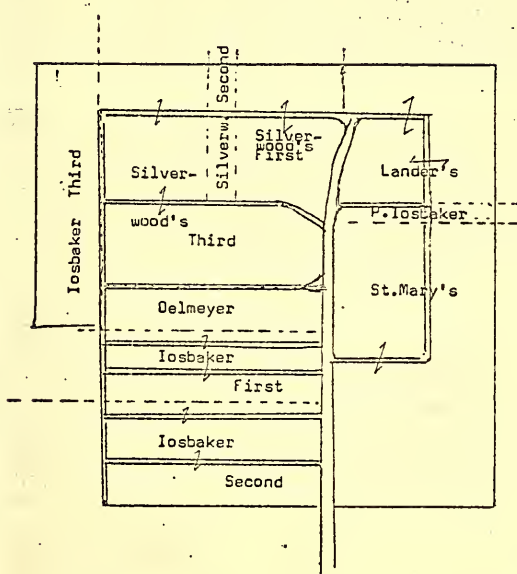 Iosbaker Third
Silverw. Second
Silver-
wood's
First
Silver-
wood's
Third
Lander's
P.Iosbaker
St.Mary's
Oelmeyer
Iosbaker
First
Iosbaker
Second